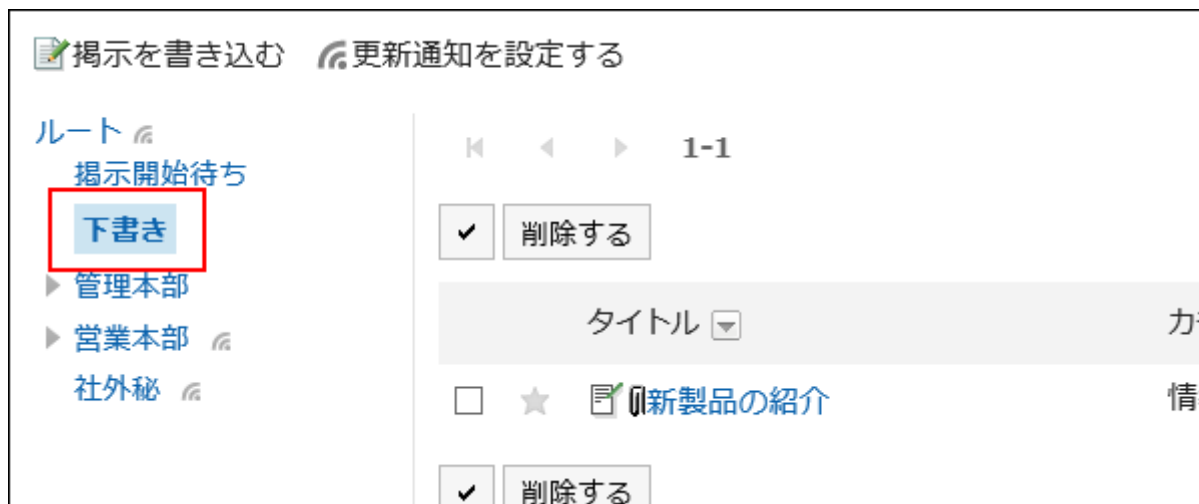 掲示を書き込む 更新通知を設定する
ルート
掲示開始待ち
下書き
管理本部
営業本部
社外秘
1-1
削除する
タイトル
新製品の紹介
情
削除する